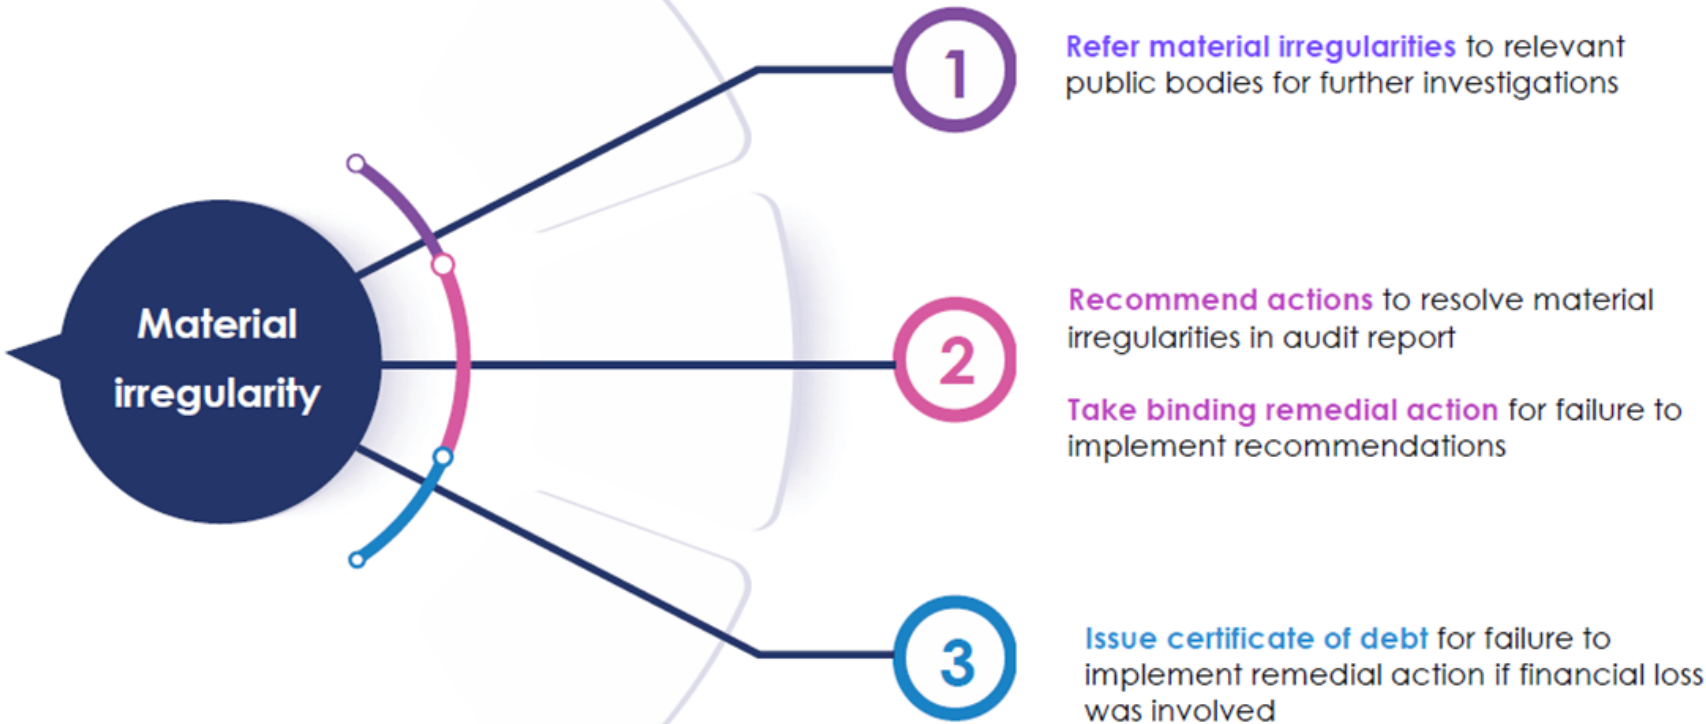 Material
irregularity
1
Refer material irregularities to relevant
public bodies for further investigations
2
Recommend actions to resolve material
irregularities in audit report
Take binding remedial action for failure to
implement recommendations
3
Issue certificate of debt for failure to
implement remedial action if financial loss
was involved